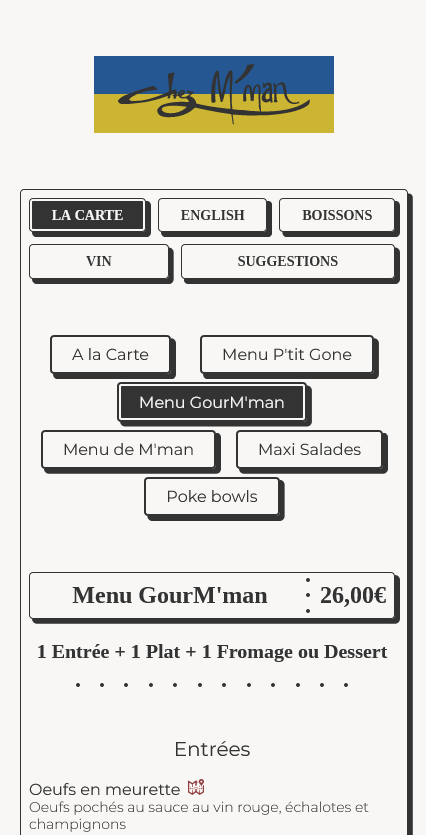 Chez M'man
LA CARTE
ENGLISH
BOISSONS
VIN
SUGGESTIONS
A la Carte
Menu P'tit Gone
Menu GourM'man
Menu de M'man
Maxi Salades
Poke bowls
Menu GourM'man
26,00€
1 Entrée + 1 Plat + 1 Fromage ou Dessert
Entrées
Oeufs en meurette
Oeufs pochés au sauce au vin rouge, échalotes et
champignons